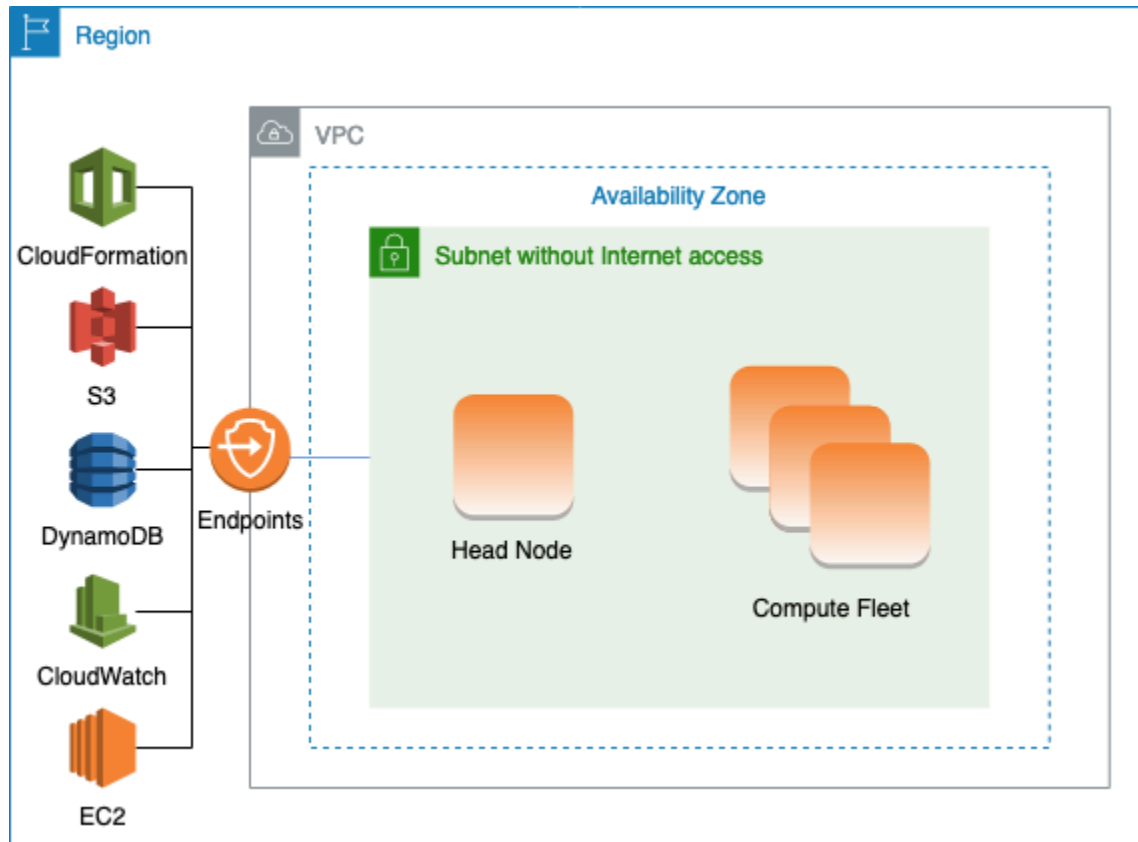 Region
VPC
Availability Zone
Subnet without Internet access
CloudFormation
S3
DynamoDB
Endpoints
Head Node
Compute Fleet
CloudWatch
EC2